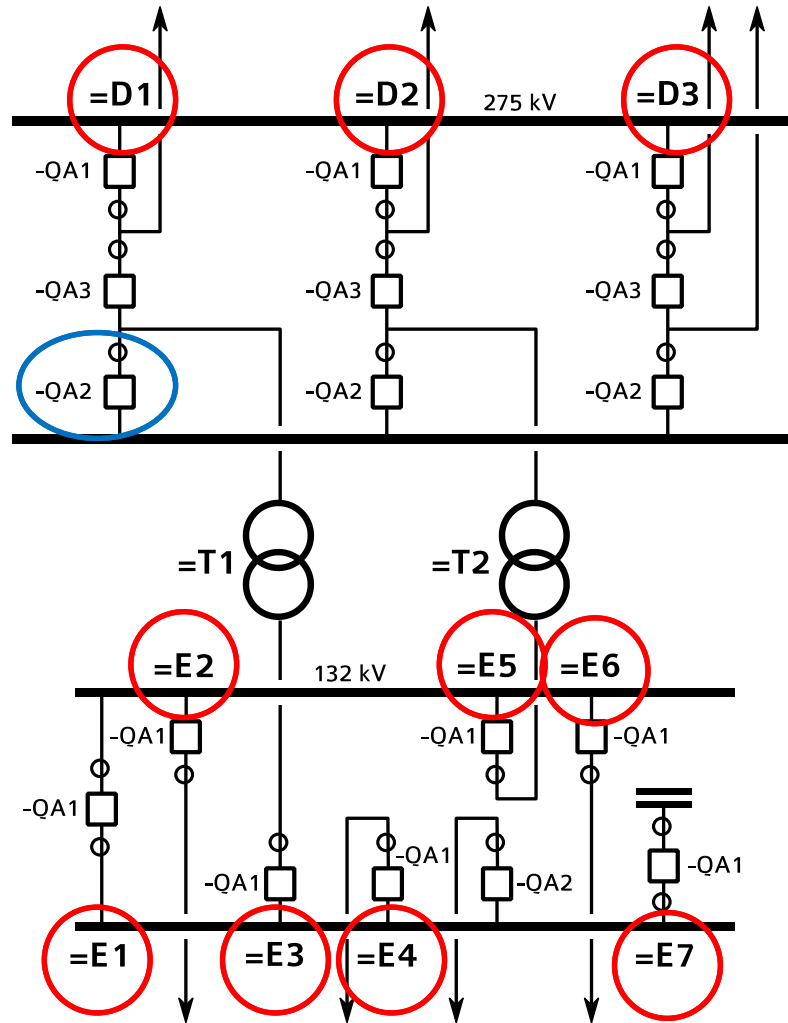 =D1
=D2
275 kV
=D3
-QA1
-QA1
-QA1
-QA3
-QA3
-QA3
-QA2
-QA2
-QA2
=T1
=T2
=E2
132 kV
=E5
=E6
-QA1
-QA1
-QA1
-QA1
-QA1
-QA1
-QA1
-QA2
=E1
=E3
=E4
=E7